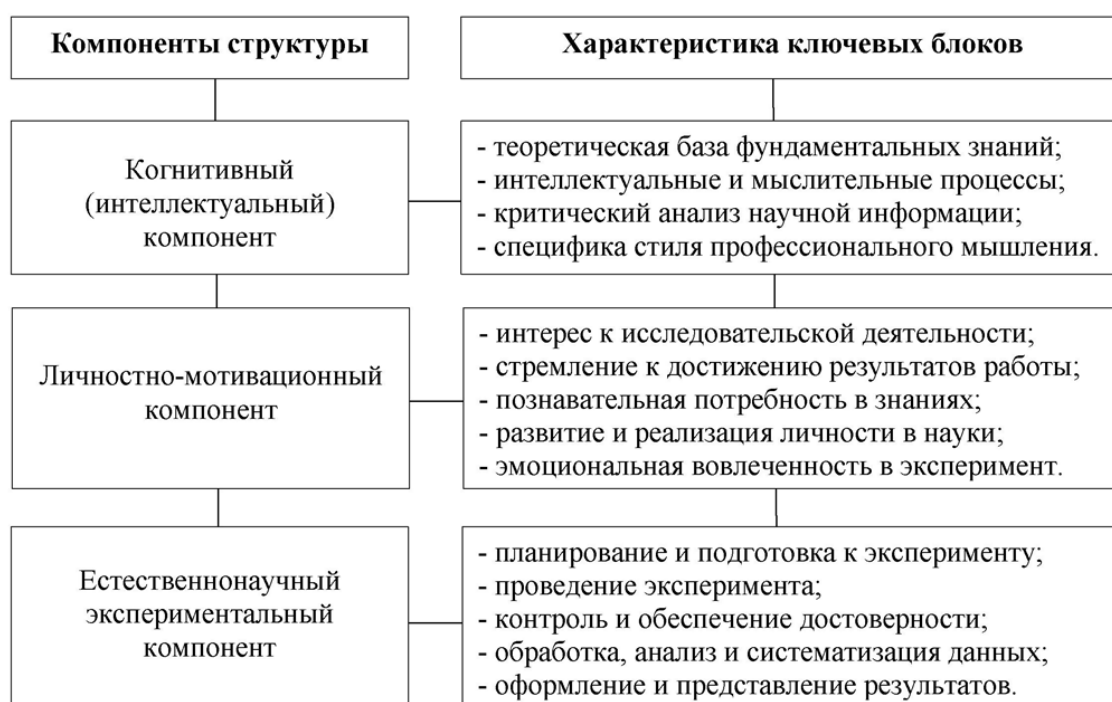 Компоненты структуры
Характеристика ключевых блоков
Когнитивный
(интеллектуальный)
компонент
- теоретическая база фундаментальных знаний;
- интеллектуальные и мыслительные процессы;
- критический анализ научной информации;
- специфика стиля профессионального мышления.
Личностно-мотивационный
компонент
- интерес к исследовательской деятельности;
- стремление к достижению результатов работы;
- познавательная потребность в знаниях;
- развитие и реализация личности в науки;
- эмоциональная вовлеченность в эксперимент.
Естественнонаучный
экспериментальный
компонент
- планирование и подготовка к эксперименту;
- проведение эксперимента;
- контроль и обеспечение достоверности;
- обработка, анализ и систематизация данных;
- оформление и представление результатов.